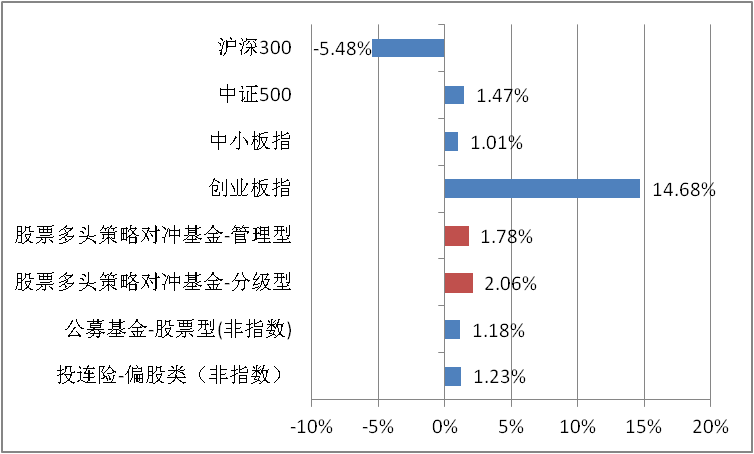 沪深300
-5.48%
中证500
1.47%
中小板指
1.01%
创业板指
14.68%
股票多头策略对冲基金-管理型
1.78%
股票多头策略对冲基金-分级型
2.06%
公募基金-股票型(非指数)
1.18%
投连险-偏股类（非指数）
1.23%
-10% -5% 0% 5% 10% 15% 20%